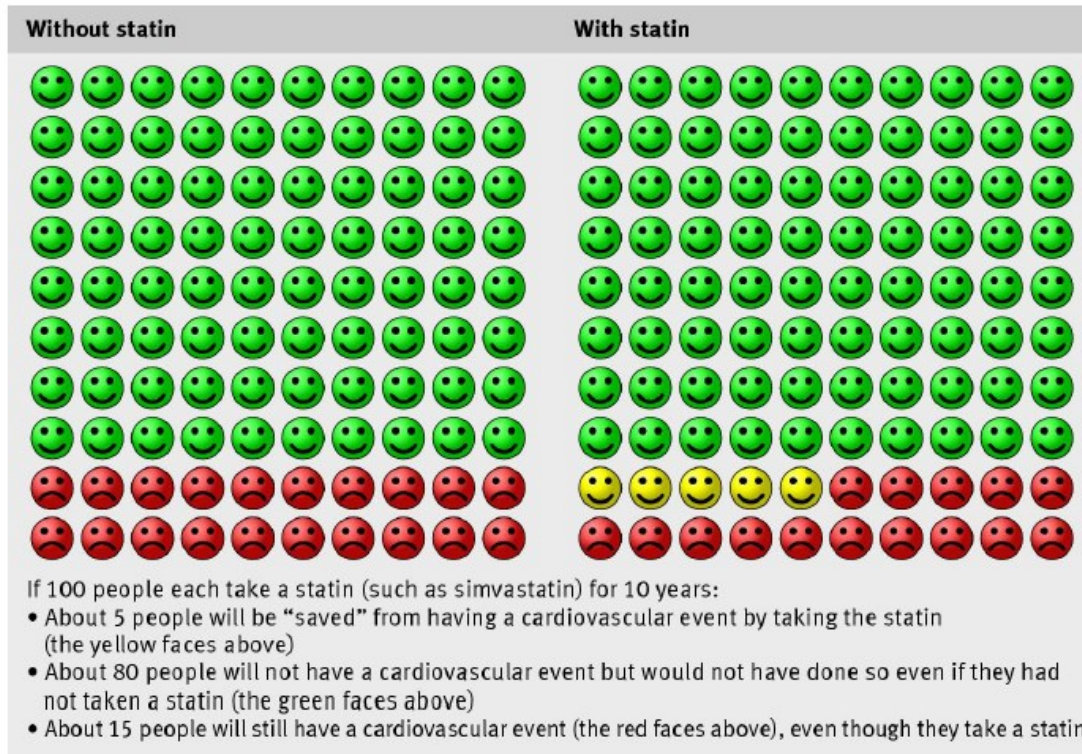 Without statin
With statin
If 100 people each take a statin (such as simvastatin) for 10 years:
• About 5 people will be “saved” from having a cardiovascular event by taking the statin
(the yellow faces above)
• About 80 people will not have a cardiovascular event but would not have done so even if they had
not taken a statin (the green faces above)
• About 15 people will still have a cardiovascular event (the red faces above), even though they take a statin